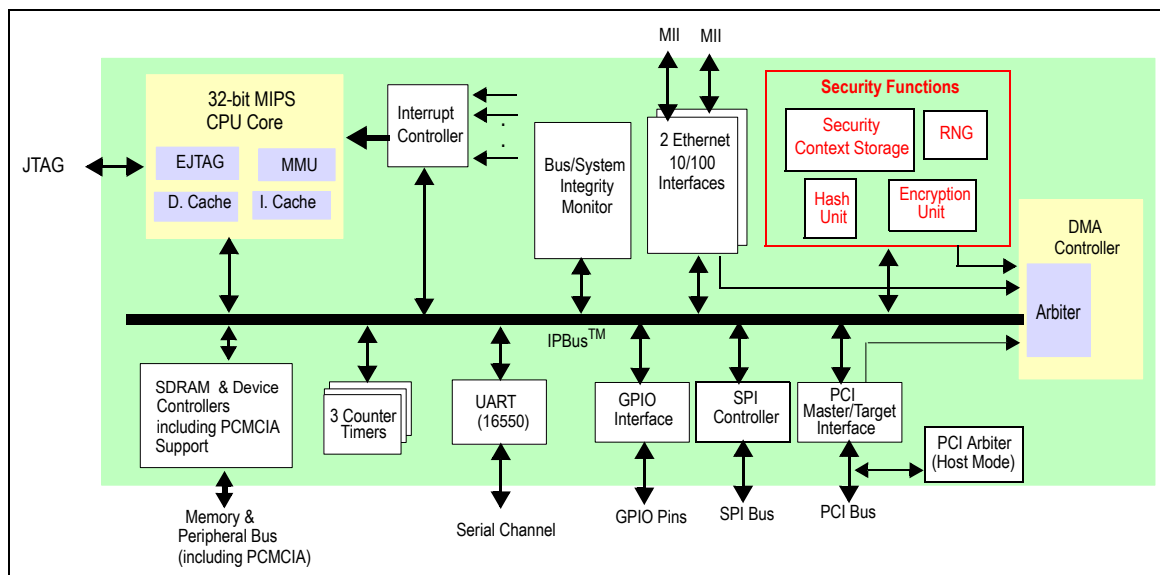 MII
MII
32-bit MIPS
CPU Core
EJTAG
MMU
D. Cache
I. Cache
JTAG
Interrupt
Controller
.
.
Bus/System
Integrity
Monitor
2 Ethernet
10/100
Interfaces
Security Functions
Security
Context Storage
RNG
Hash
Unit
Encryption
Unit
DMA
Controller
Arbiter
IPBus™
SDRAM & Device
Controllers
including PCMCIA
Support
3 Counter
Timers
UART
(16550)
GPIO
Interface
SPI
Controller
PCI
Master/Target
Interface
PCI Arbiter
(Host Mode)
Memory &
Peripheral Bus
(including PCMCIA)
Serial Channel
GPIO Pins
SPI Bus
PCI Bus